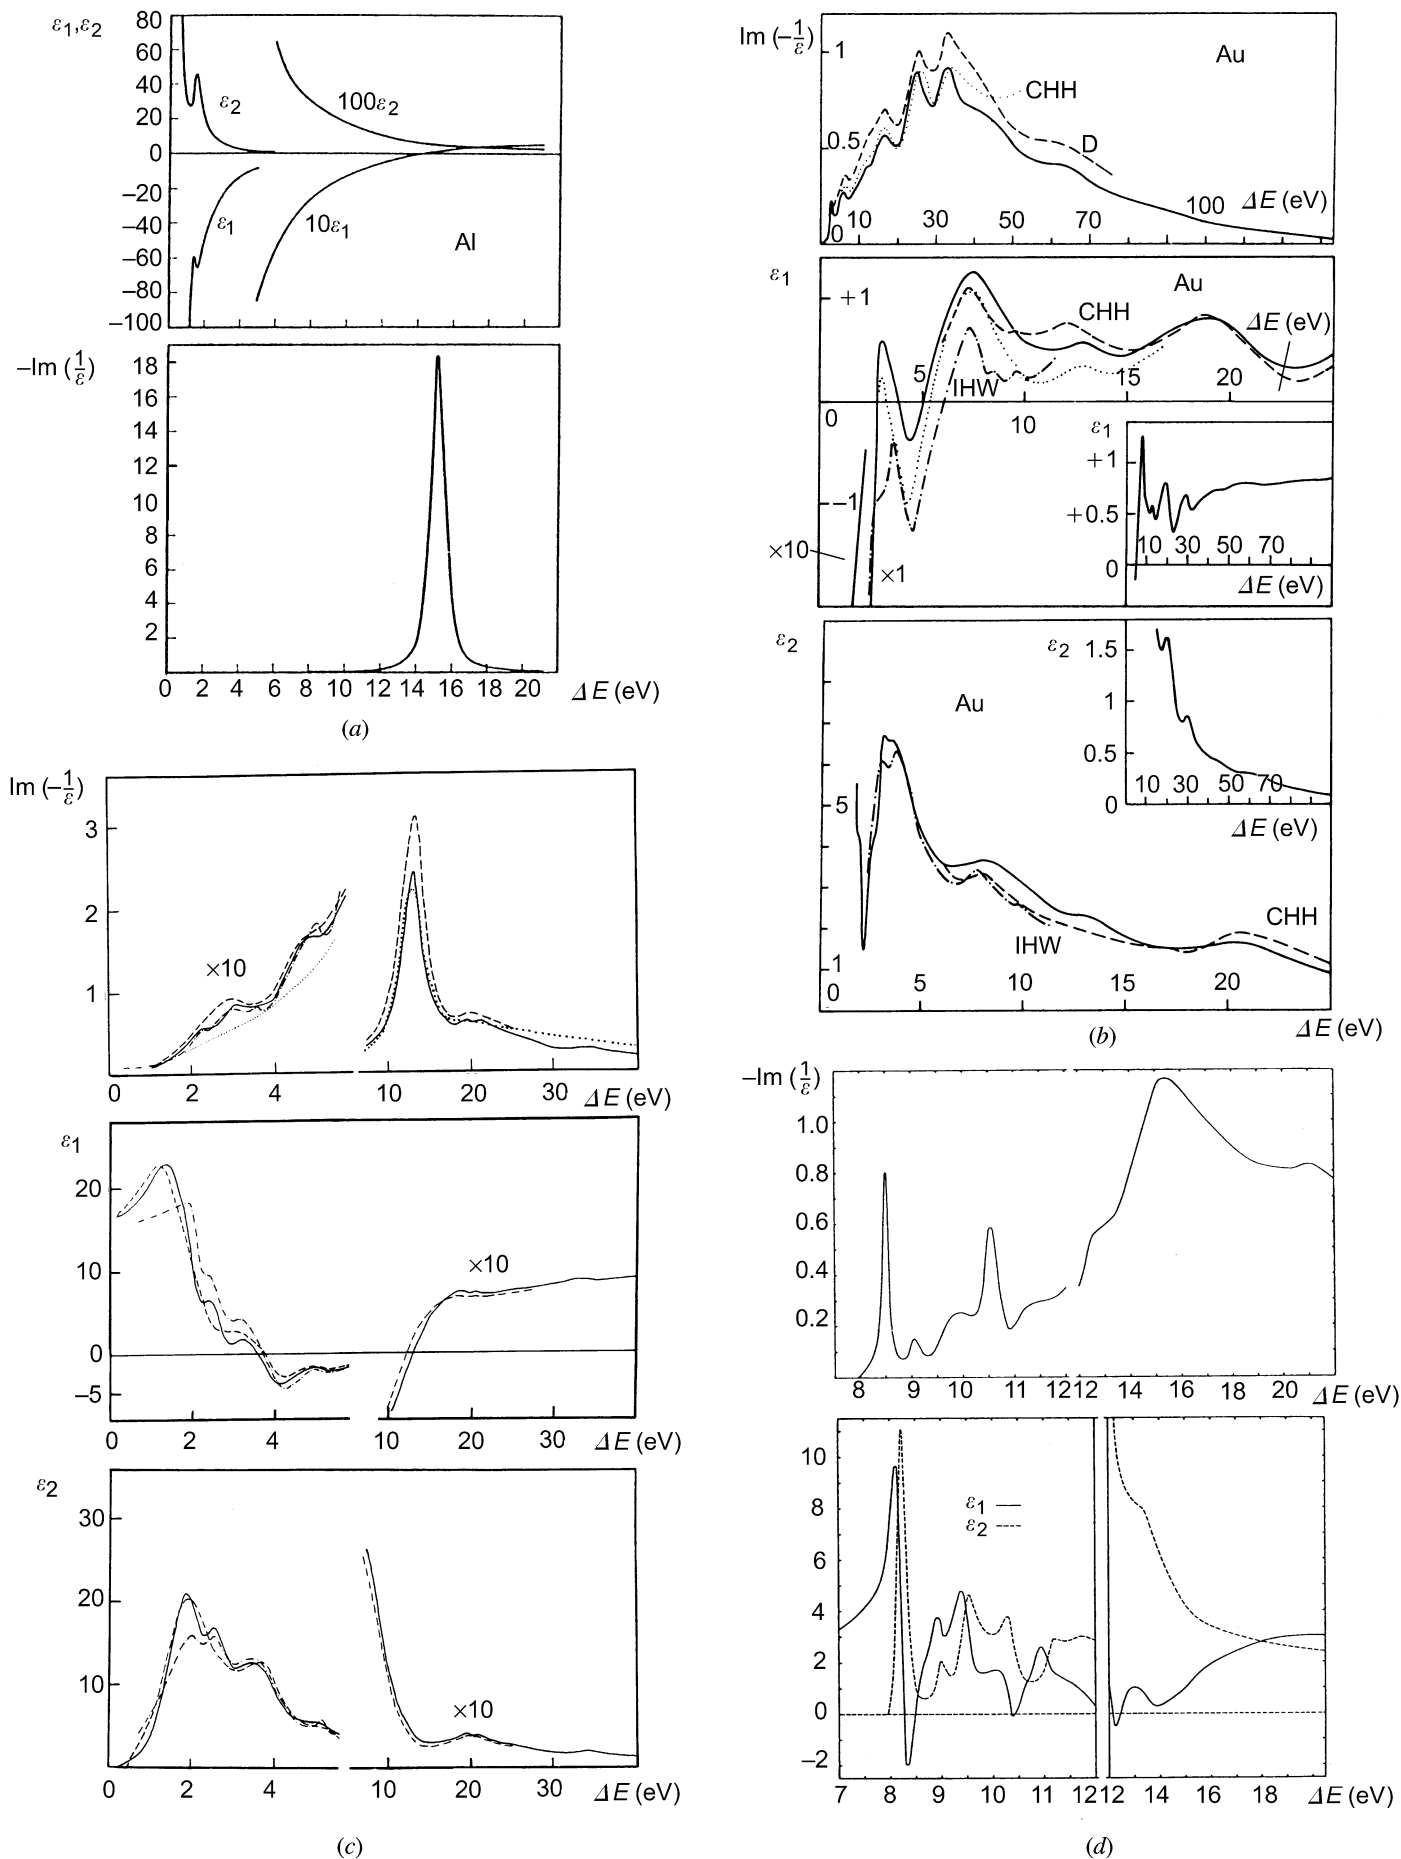 ε1,ε2
80
60
40
20
0
−20
−40
−60
−80
−100
ε2
100ε2
ε1
10ε1
Al
−Im (1/ε)
18
16
14
12
10
8
6
4
2
0 2 4 6 8 10 12 14 16 18 20 ΔE (eV)
(a)
Im (−1/ε)
1
0.5
Au
CHH
D
0 10 30 50 70 100 ΔE (eV)
ε1
+1
Au
CHH
ΔE (eV)
5 15 20
IHW
0
10
−1
×10
×1
ε1
+1
+0.5
10 30 50 70
0
ΔE (eV)
ε2
Au
5
1
ε2
1.5
1
0.5
10 30 50 70
0
ΔE (eV)
CHH
IHW
0 5 10 15 20
ΔE (eV)
(b)
Im (−1/ε)
3
2
1
×10
0 2 4 10 20 30 ΔE (eV)
ε1
20
10
0
−5
×10
0 2 4 10 20 30 ΔE (eV)
ε2
30
20
10
×10
0 2 4 10 20 30 ΔE (eV)
(c)
−Im (1/ε)
1.0
0.8
0.6
0.4
0.2
8 9 10 11 12 12 14 16 18 20 ΔE (eV)
10
8
6
4
2
0
−2
ε1
ε2
7 8 9 10 11 12 12 14 16 18 ΔE (eV)
(d)